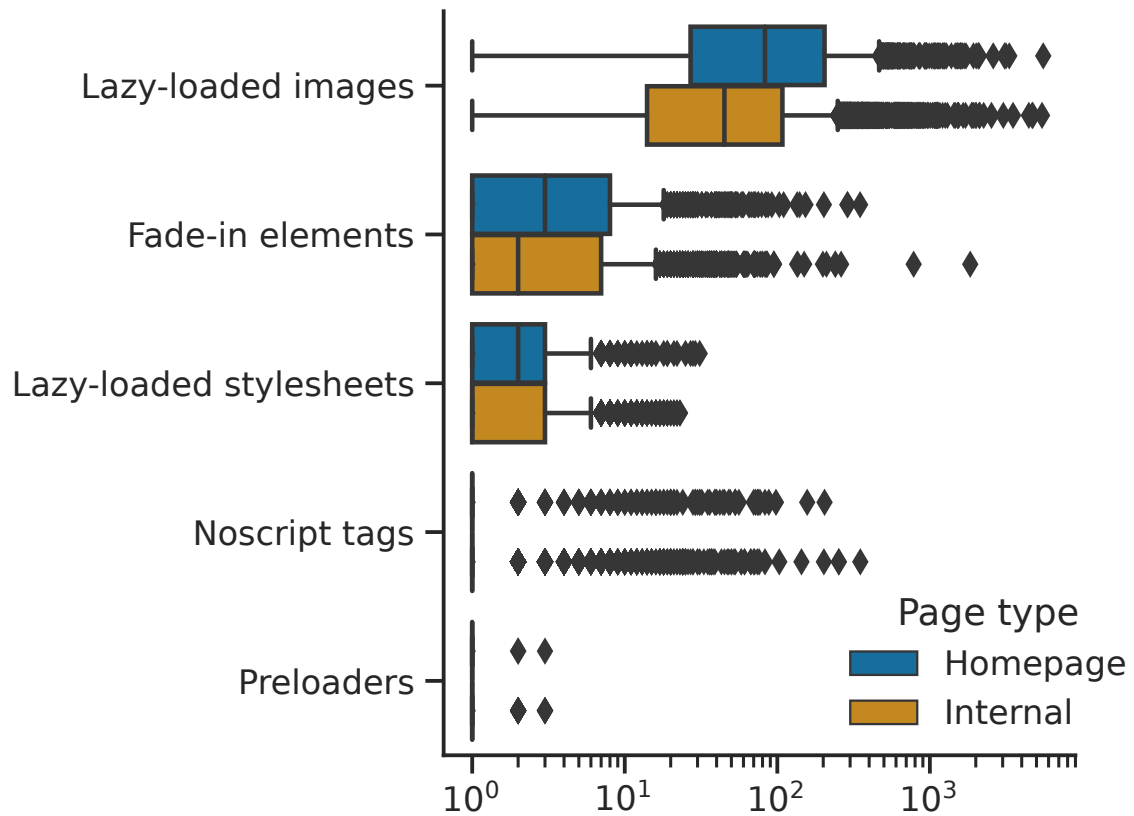 Lazy-loaded images
Fade-in elements
Lazy-loaded stylesheets
Noscript tags
Preloaders
Page type
Homepage
Internal
10⁰ 10¹ 10² 10³